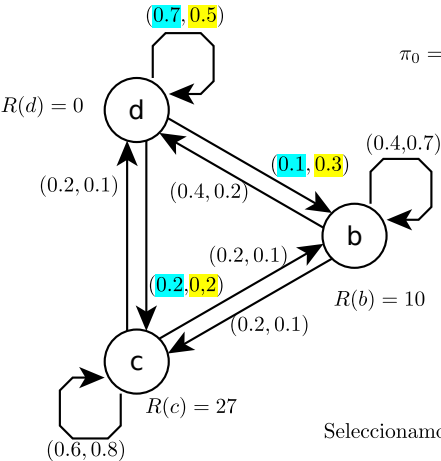 (0.7, 0.5)
π₀ =
d
R(d) = 0
(0.1, 0.3)
(0.4,0.7)
(0.2, 0.1)
(0.4, 0.2)
b
(0.2, 0.1)
(0.2,0,2)
R(b) = 10
(0.2, 0.1)
c
R(c) = 27
Seleccionamo
(0.6, 0.8)